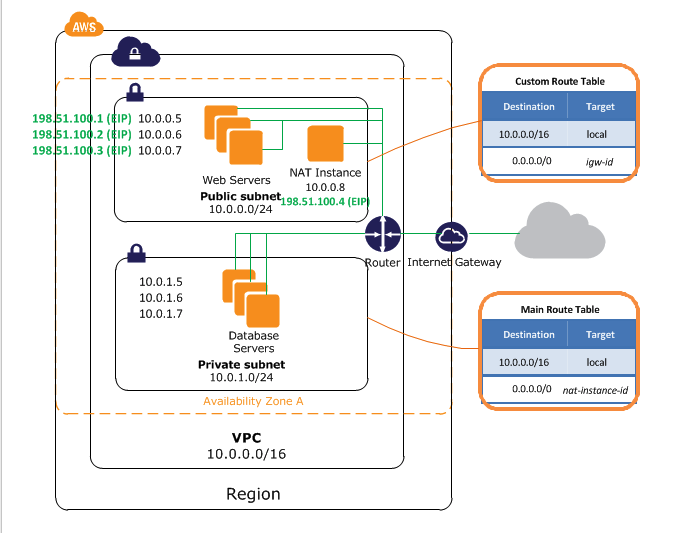 AWS
198.51.100.1 (EIP) 10.0.0.5
198.51.100.2 (EIP) 10.0.0.6
198.51.100.3 (EIP) 10.0.0.7
Web Servers
Public subnet
10.0.0.0/24
NAT Instance
10.0.0.8
198.51.100.4 (EIP)
Custom Route Table
Destination Target
10.0.0.0/16 local
0.0.0.0/0 igw-id
Router
Internet Gateway
10.0.1.5
10.0.1.6
10.0.1.7
Database
Servers
Private subnet
10.0.1.0/24
Main Route Table
Destination Target
10.0.0.0/16 local
0.0.0.0/0 nat-instance-id
Availability Zone A
VPC
10.0.0.0/16
Region